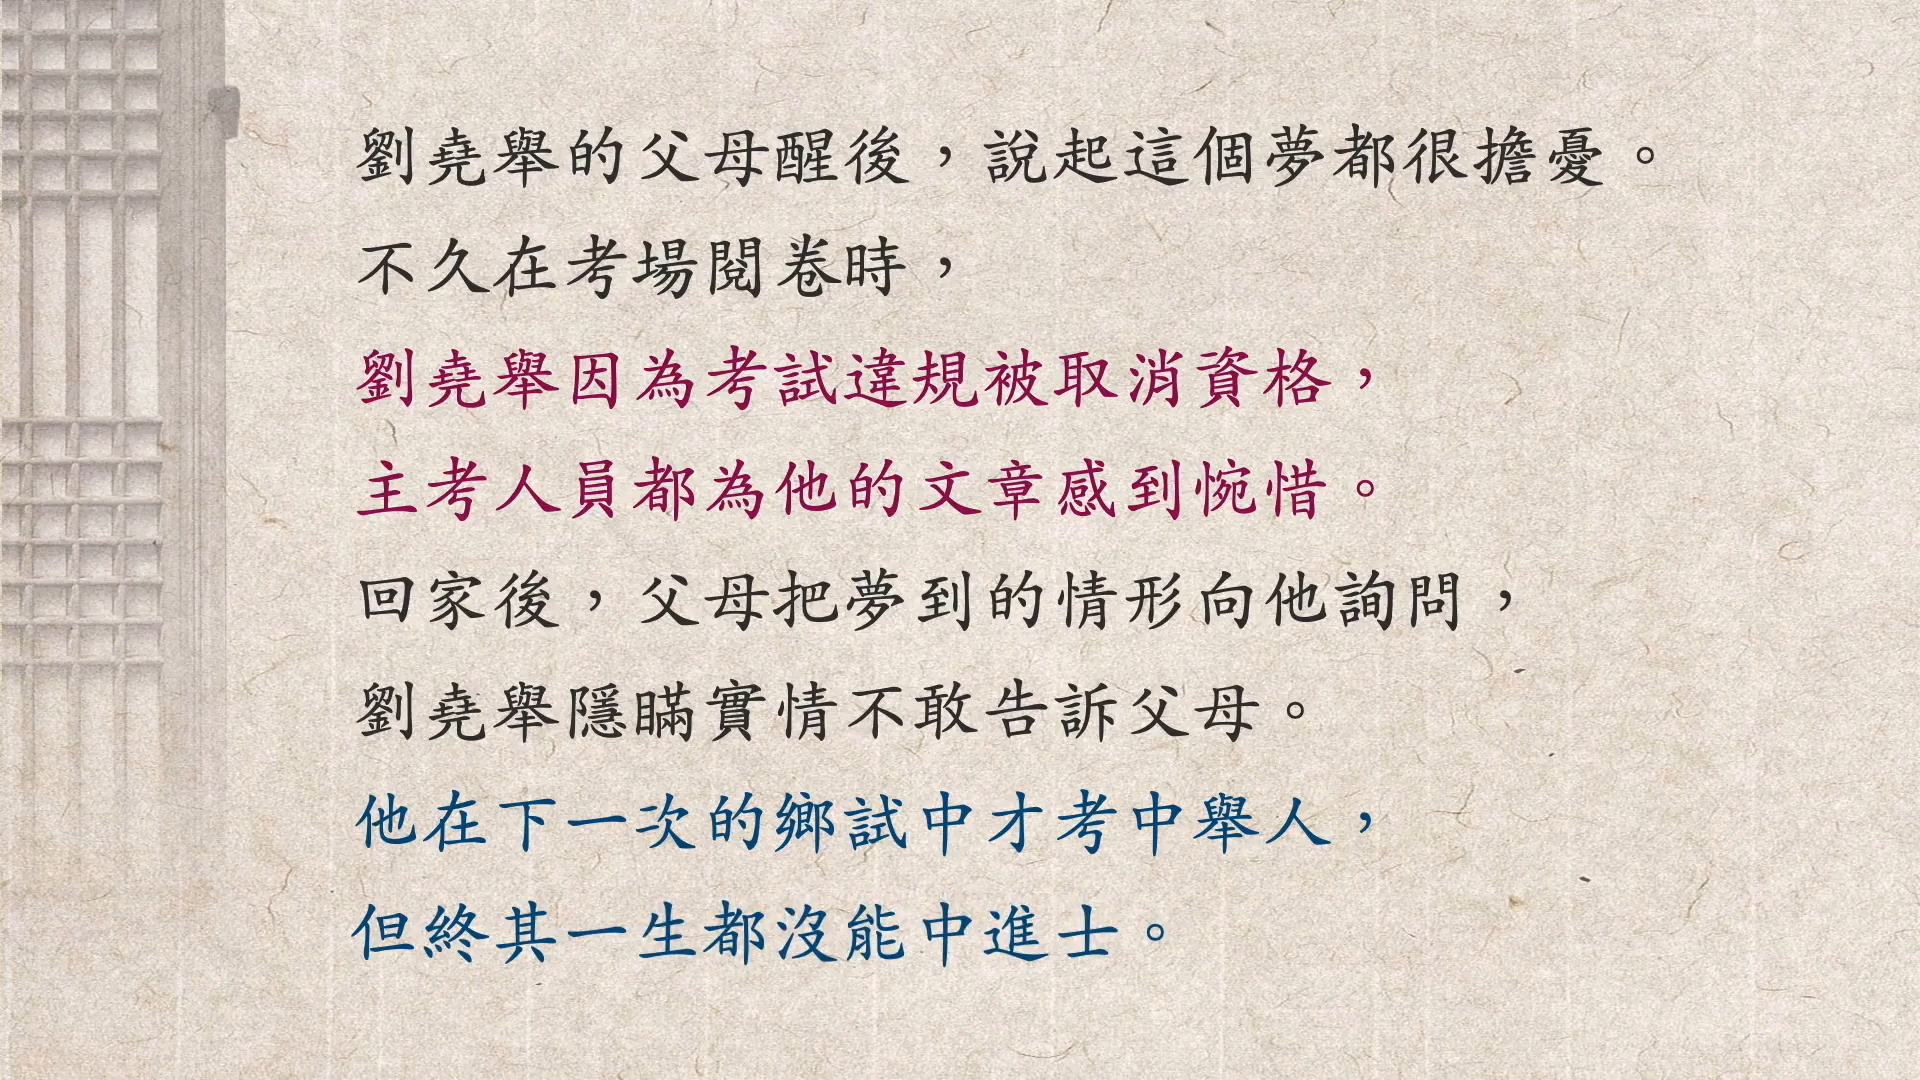 劉堯舉的父母醒後，說起這個夢都很擔憂。
不久在考場閱卷時，
劉堯舉因為考試違規被取消資格，
主考人員都為他的文章感到惋惜。
回家後，父母把夢到的情形向他詢問，
劉堯舉隱瞞實情不敢告訴父母。
他在下一次的鄉試中才考中舉人，
但終其一生都沒能中進士。